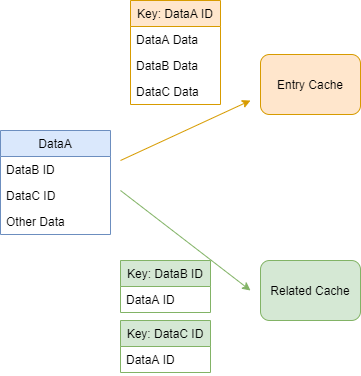 Key: DataA ID
DataA Data
DataB Data
DataC Data
Entry Cache
DataA
DataB ID
DataC ID
Other Data
Key: DataB ID
DataA ID
Related Cache
Key: DataC ID
DataA ID